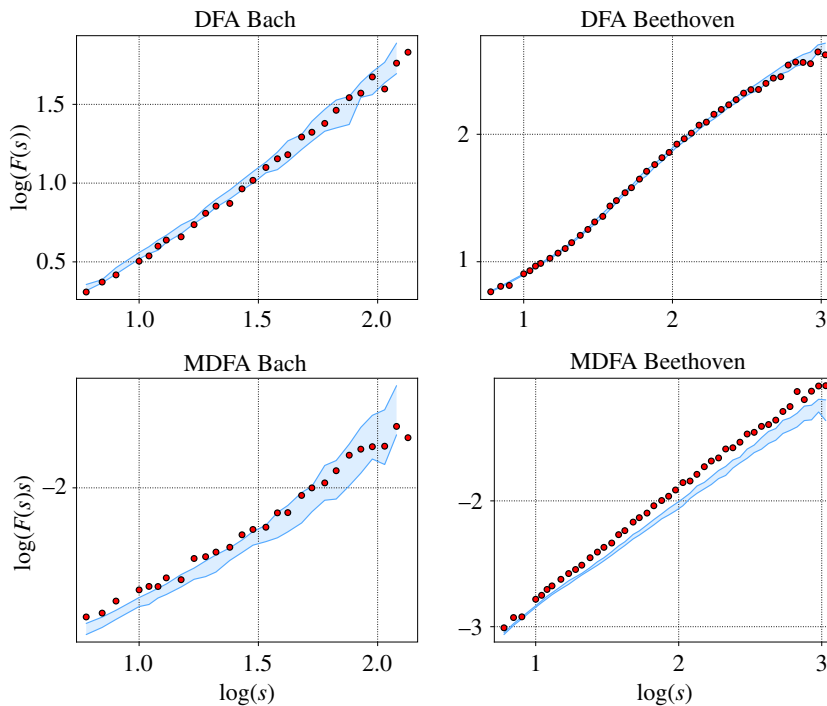 DFA Bach
DFA Beethoven
log(F(s))
1.5
1.0
0.5
2
1
1.0 1.5 2.0
1 2 3
MDFA Bach
MDFA Beethoven
log(F(s)s)
−2
−2
−3
1.0 1.5 2.0
1 2 3
log(s)
log(s)